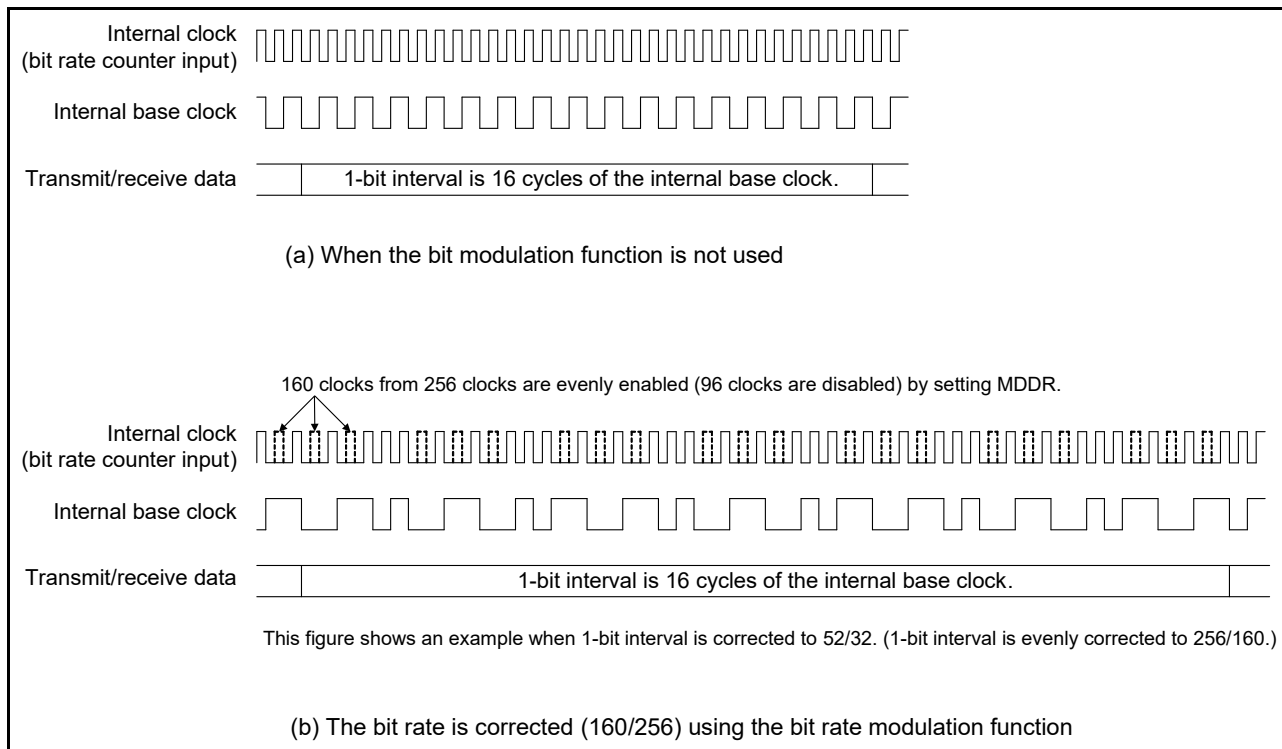 Internal clock
(bit rate counter input)
Internal base clock
Transmit/receive data
1-bit interval is 16 cycles of the internal base clock.
(a) When the bit modulation function is not used
160 clocks from 256 clocks are evenly enabled (96 clocks are disabled) by setting MDDR.
Internal clock
(bit rate counter input)
Internal base clock
Transmit/receive data
1-bit interval is 16 cycles of the internal base clock.
This figure shows an example when 1-bit interval is corrected to 52/32. (1-bit interval is evenly corrected to 256/160.)
(b) The bit rate is corrected (160/256) using the bit rate modulation function